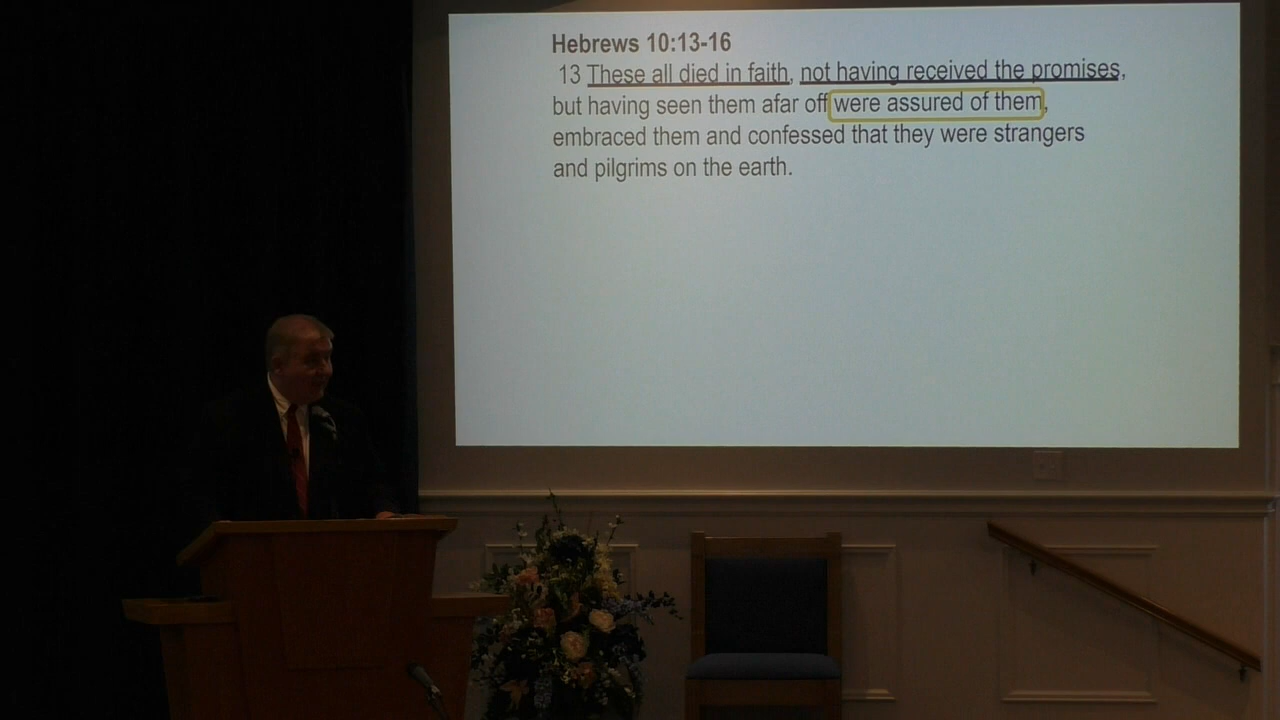 Hebrews 10:13-16
13 These all died in faith, not having received the promises,
but having seen them afar off were assured of them,
embraced them and confessed that they were strangers
and pilgrims on the earth.